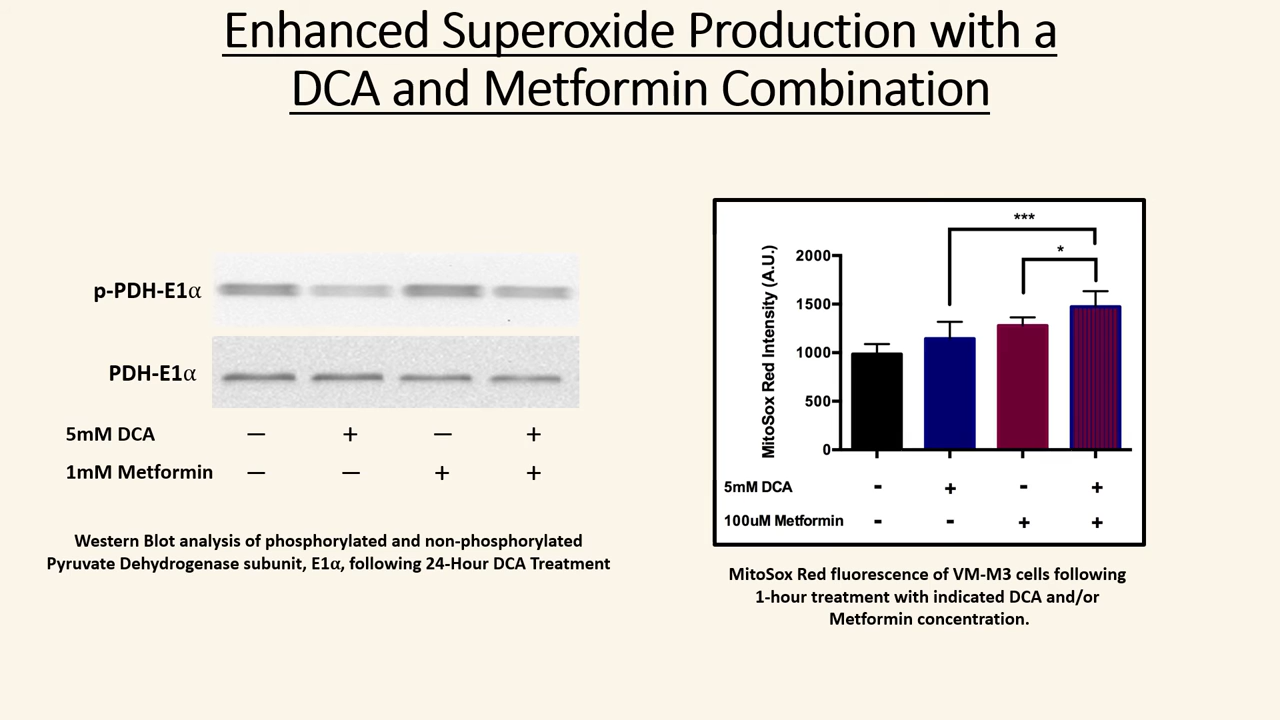 Enhanced Superoxide Production with a
DCA and Metformin Combination
p-PDH-E1α
PDH-E1α
5mM DCA — + — +
1mM Metformin — — + +
Western Blot analysis of phosphorylated and non-phosphorylated
Pyruvate Dehydrogenase subunit, E1α, following 24-Hour DCA Treatment
***
*
MitoSox Red Intensity (A.U.)
2000
1500
1000
500
0
5mM DCA - + - +
100uM Metformin - - + +
MitoSox Red fluorescence of VM-M3 cells following
1-hour treatment with indicated DCA and/or
Metformin concentration.